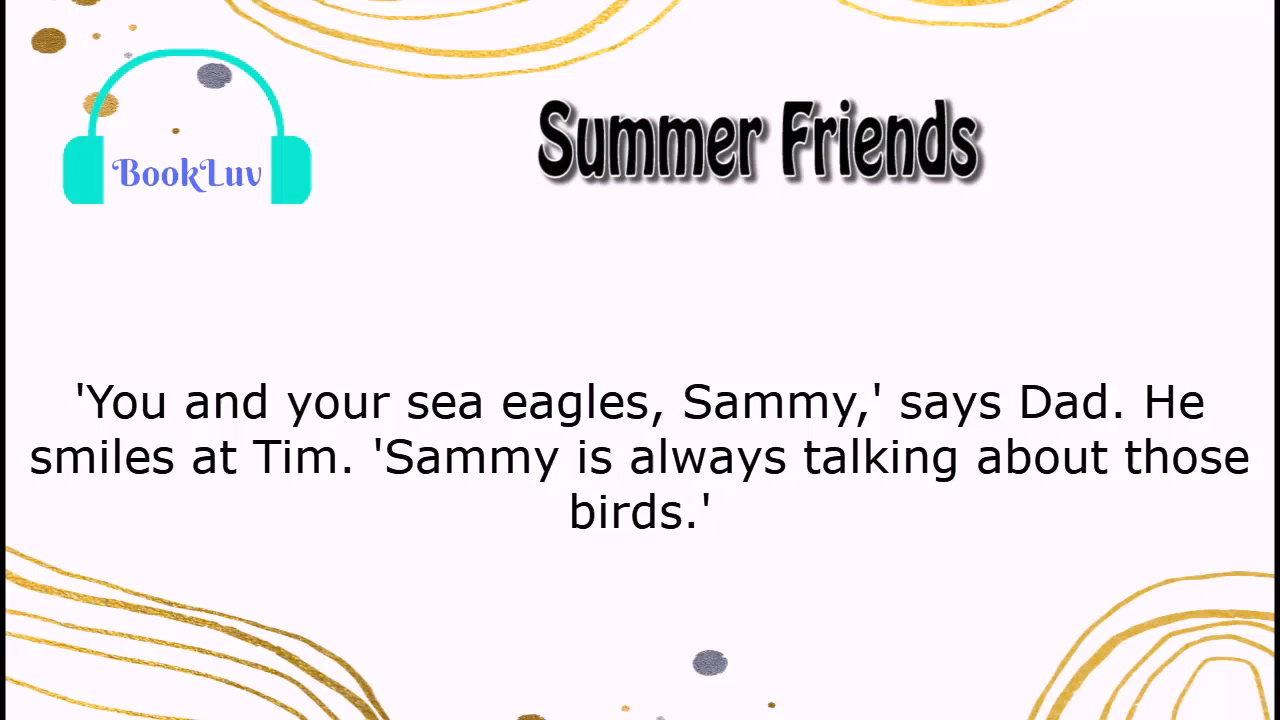 Summer Friends
BookLuv
'You and your sea eagles, Sammy,' says Dad. He
smiles at Tim. 'Sammy is always talking about those
birds.'